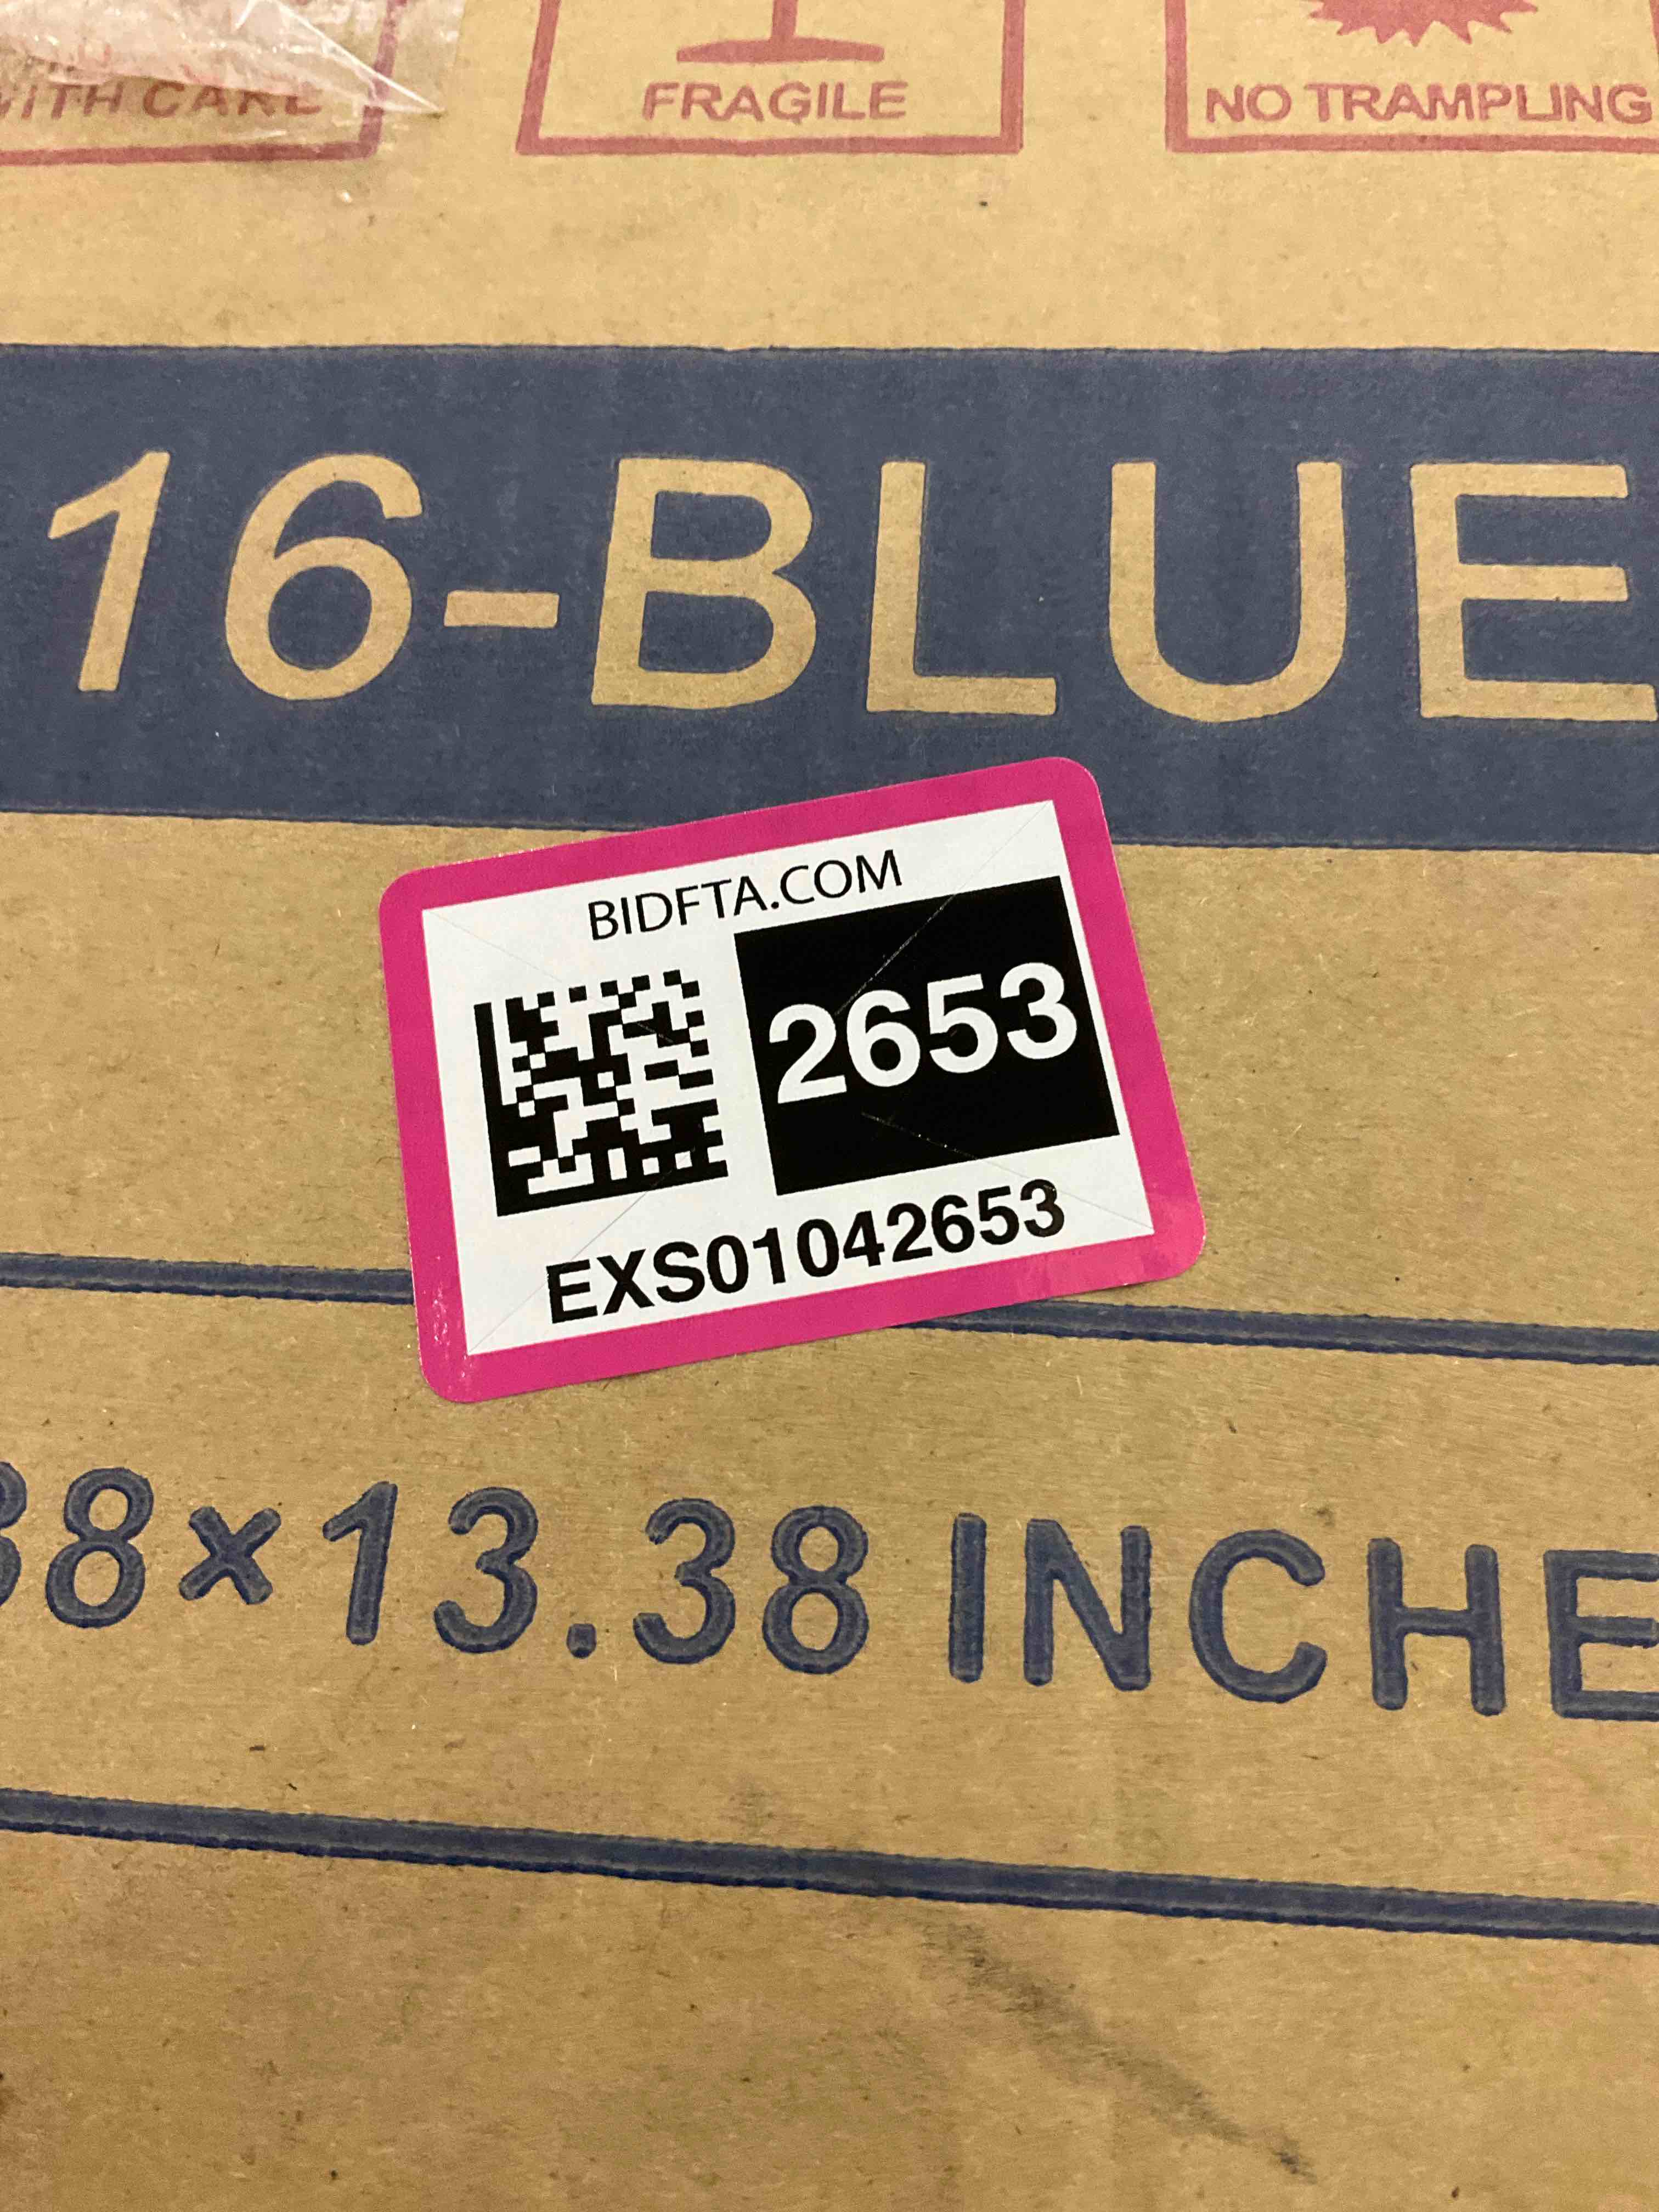 WITH CARE
FRAGILE
NO TRAMPLING
16-BLUE
BIDFTA.COM
2653
EXS01042653
38×13.38 INCHE